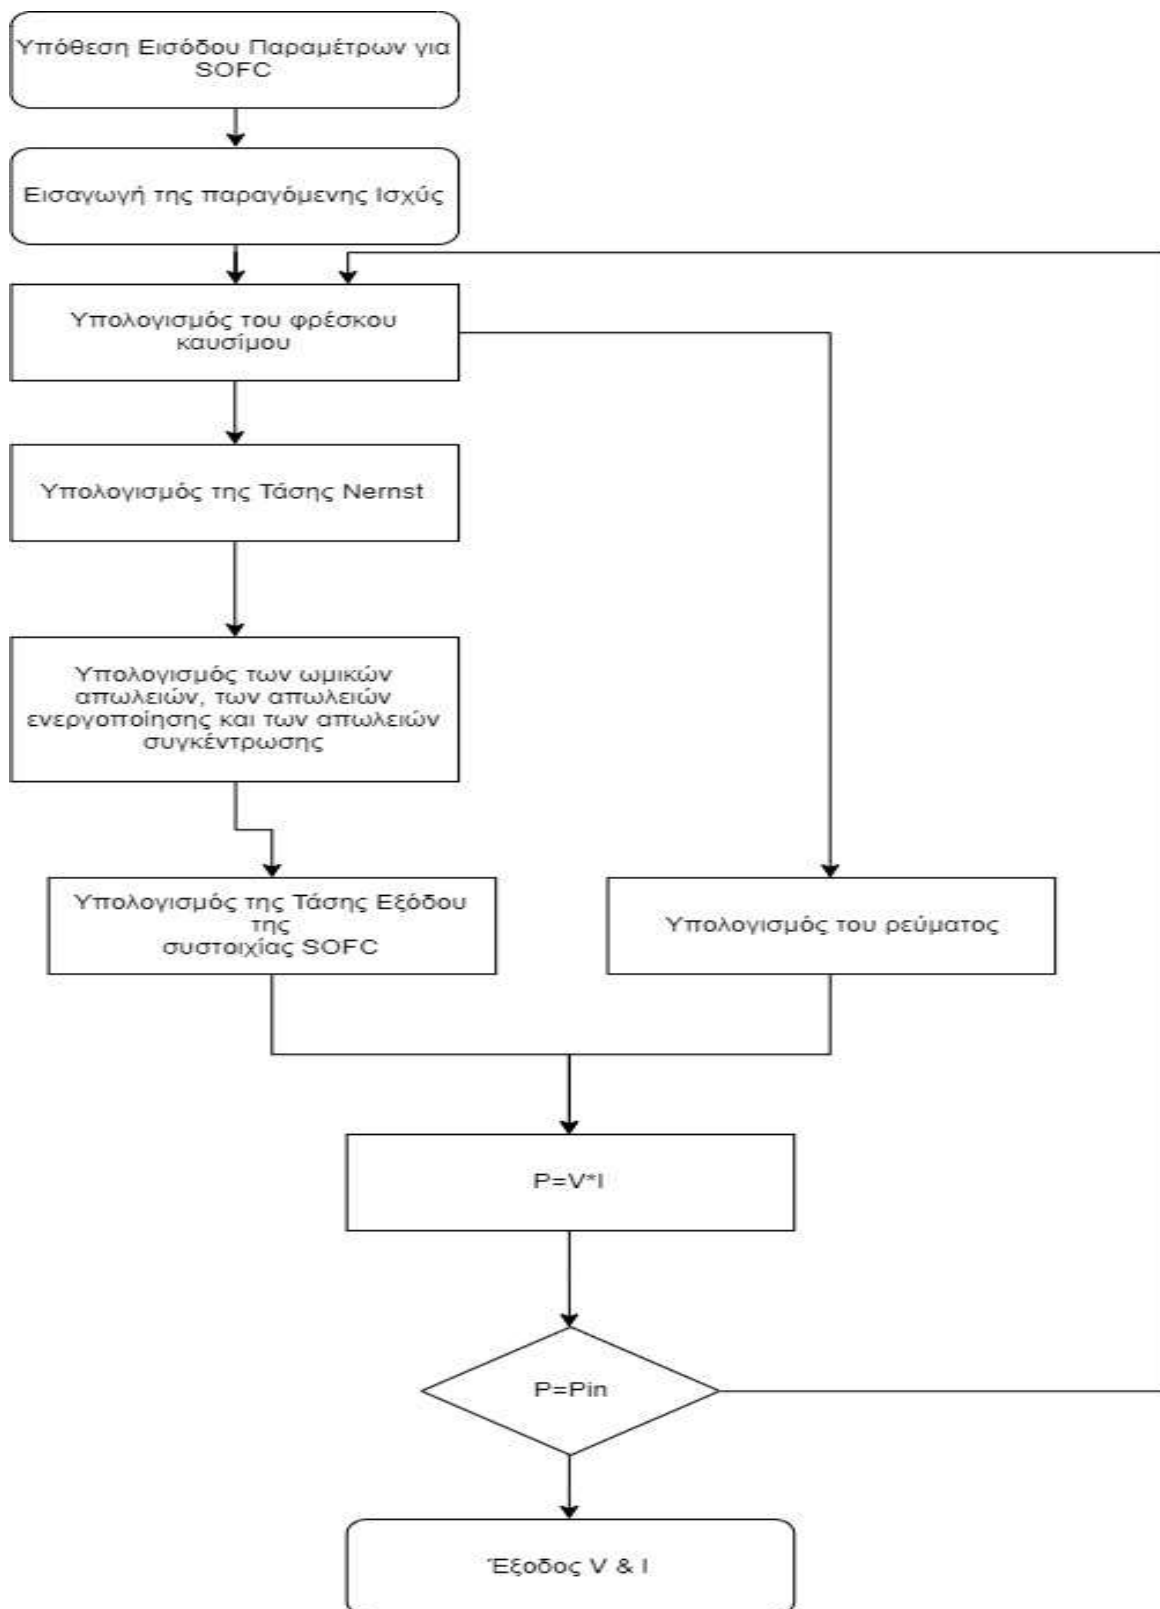 Υπόθεση Εισόδου Παραμέτρων για
SOFC
Εισαγωγή της παραγόμενης Ισχύς
Υπολογισμός του φρέσκου
καυσίμου
Υπολογισμός της Τάσης Nernst
Υπολογισμός των ωμικών
απωλειών, των απωλειών
ενεργοποίησης και των απωλειών
συγκέντρωσης
Υπολογισμός της Τάσης Εξόδου
της
συστοιχίας SOFC
Υπολογισμός του ρεύματος
P=V*I
P=Pin
Έξοδος V & I